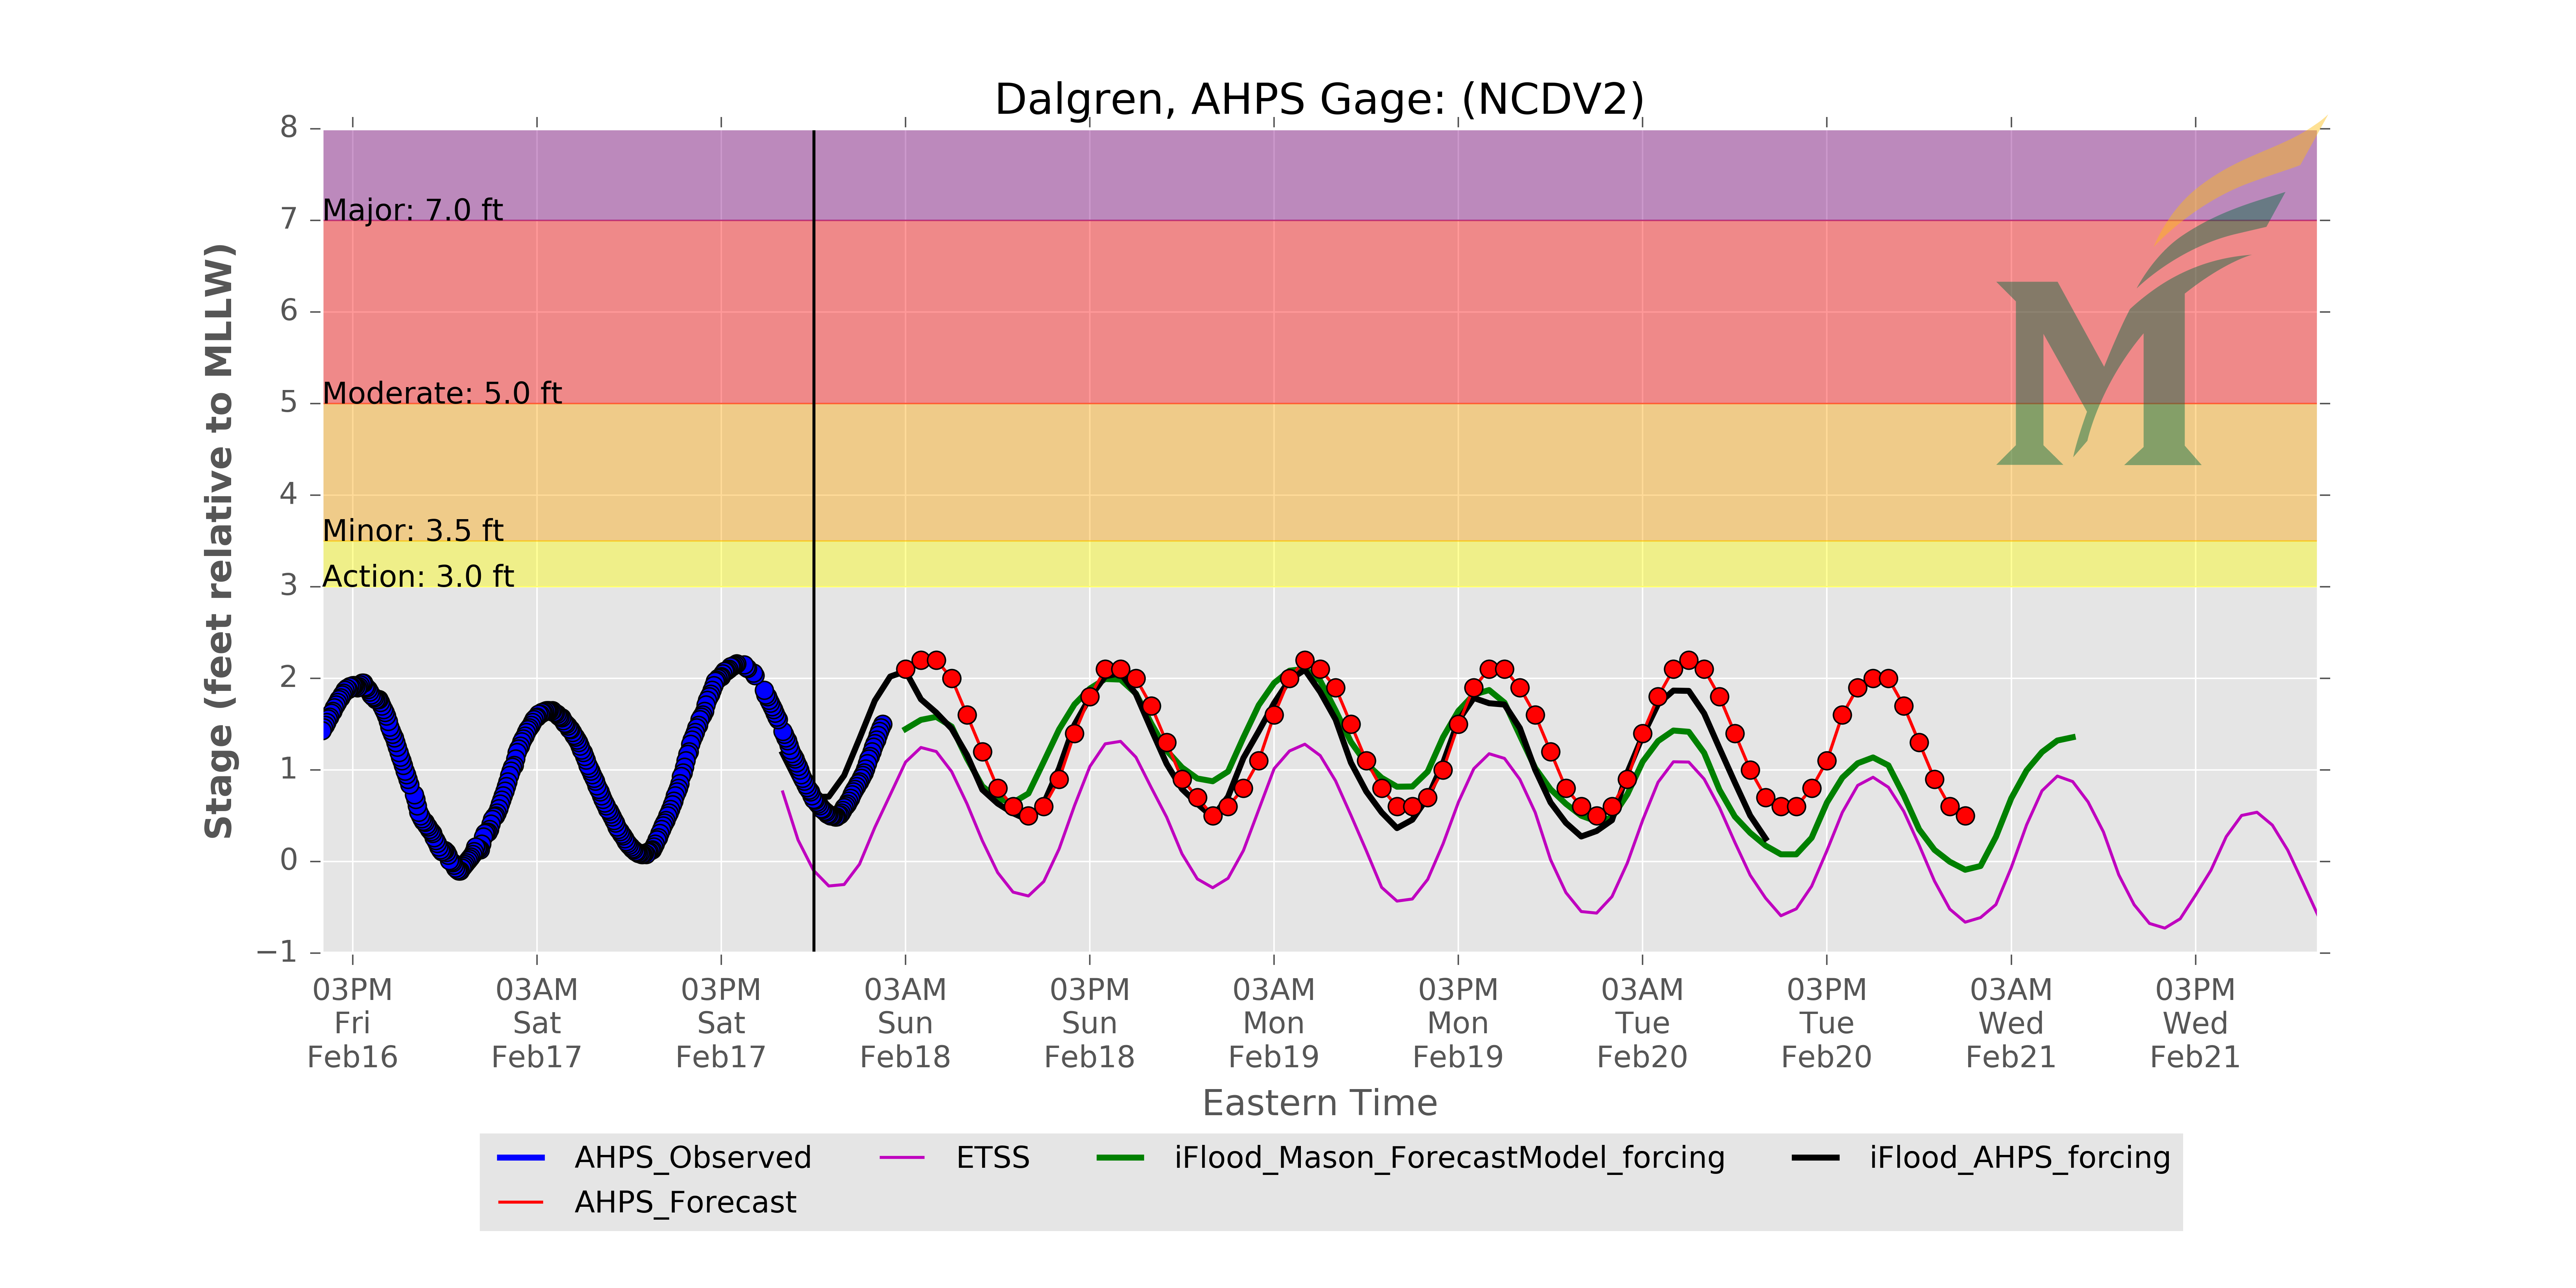 Dalgren, AHPS Gage: (NCDV2)
8
7
6
5
4
3
2
1
0
−1
Stage (feet relative to MLLW)
Major: 7.0 ft
Moderate: 5.0 ft
Minor: 3.5 ft
Action: 3.0 ft
M
03PM
Fri
Feb16
03AM
Sat
Feb17
03PM
Sat
Feb17
03AM
Sun
Feb18
03PM
Sun
Feb18
03AM
Mon
Feb19
03PM
Mon
Feb19
03AM
Tue
Feb20
03PM
Tue
Feb20
03AM
Wed
Feb21
03PM
Wed
Feb21
Eastern Time
AHPS_Observed
AHPS_Forecast
ETSS
iFlood_Mason_ForecastModel_forcing
iFlood_AHPS_forcing